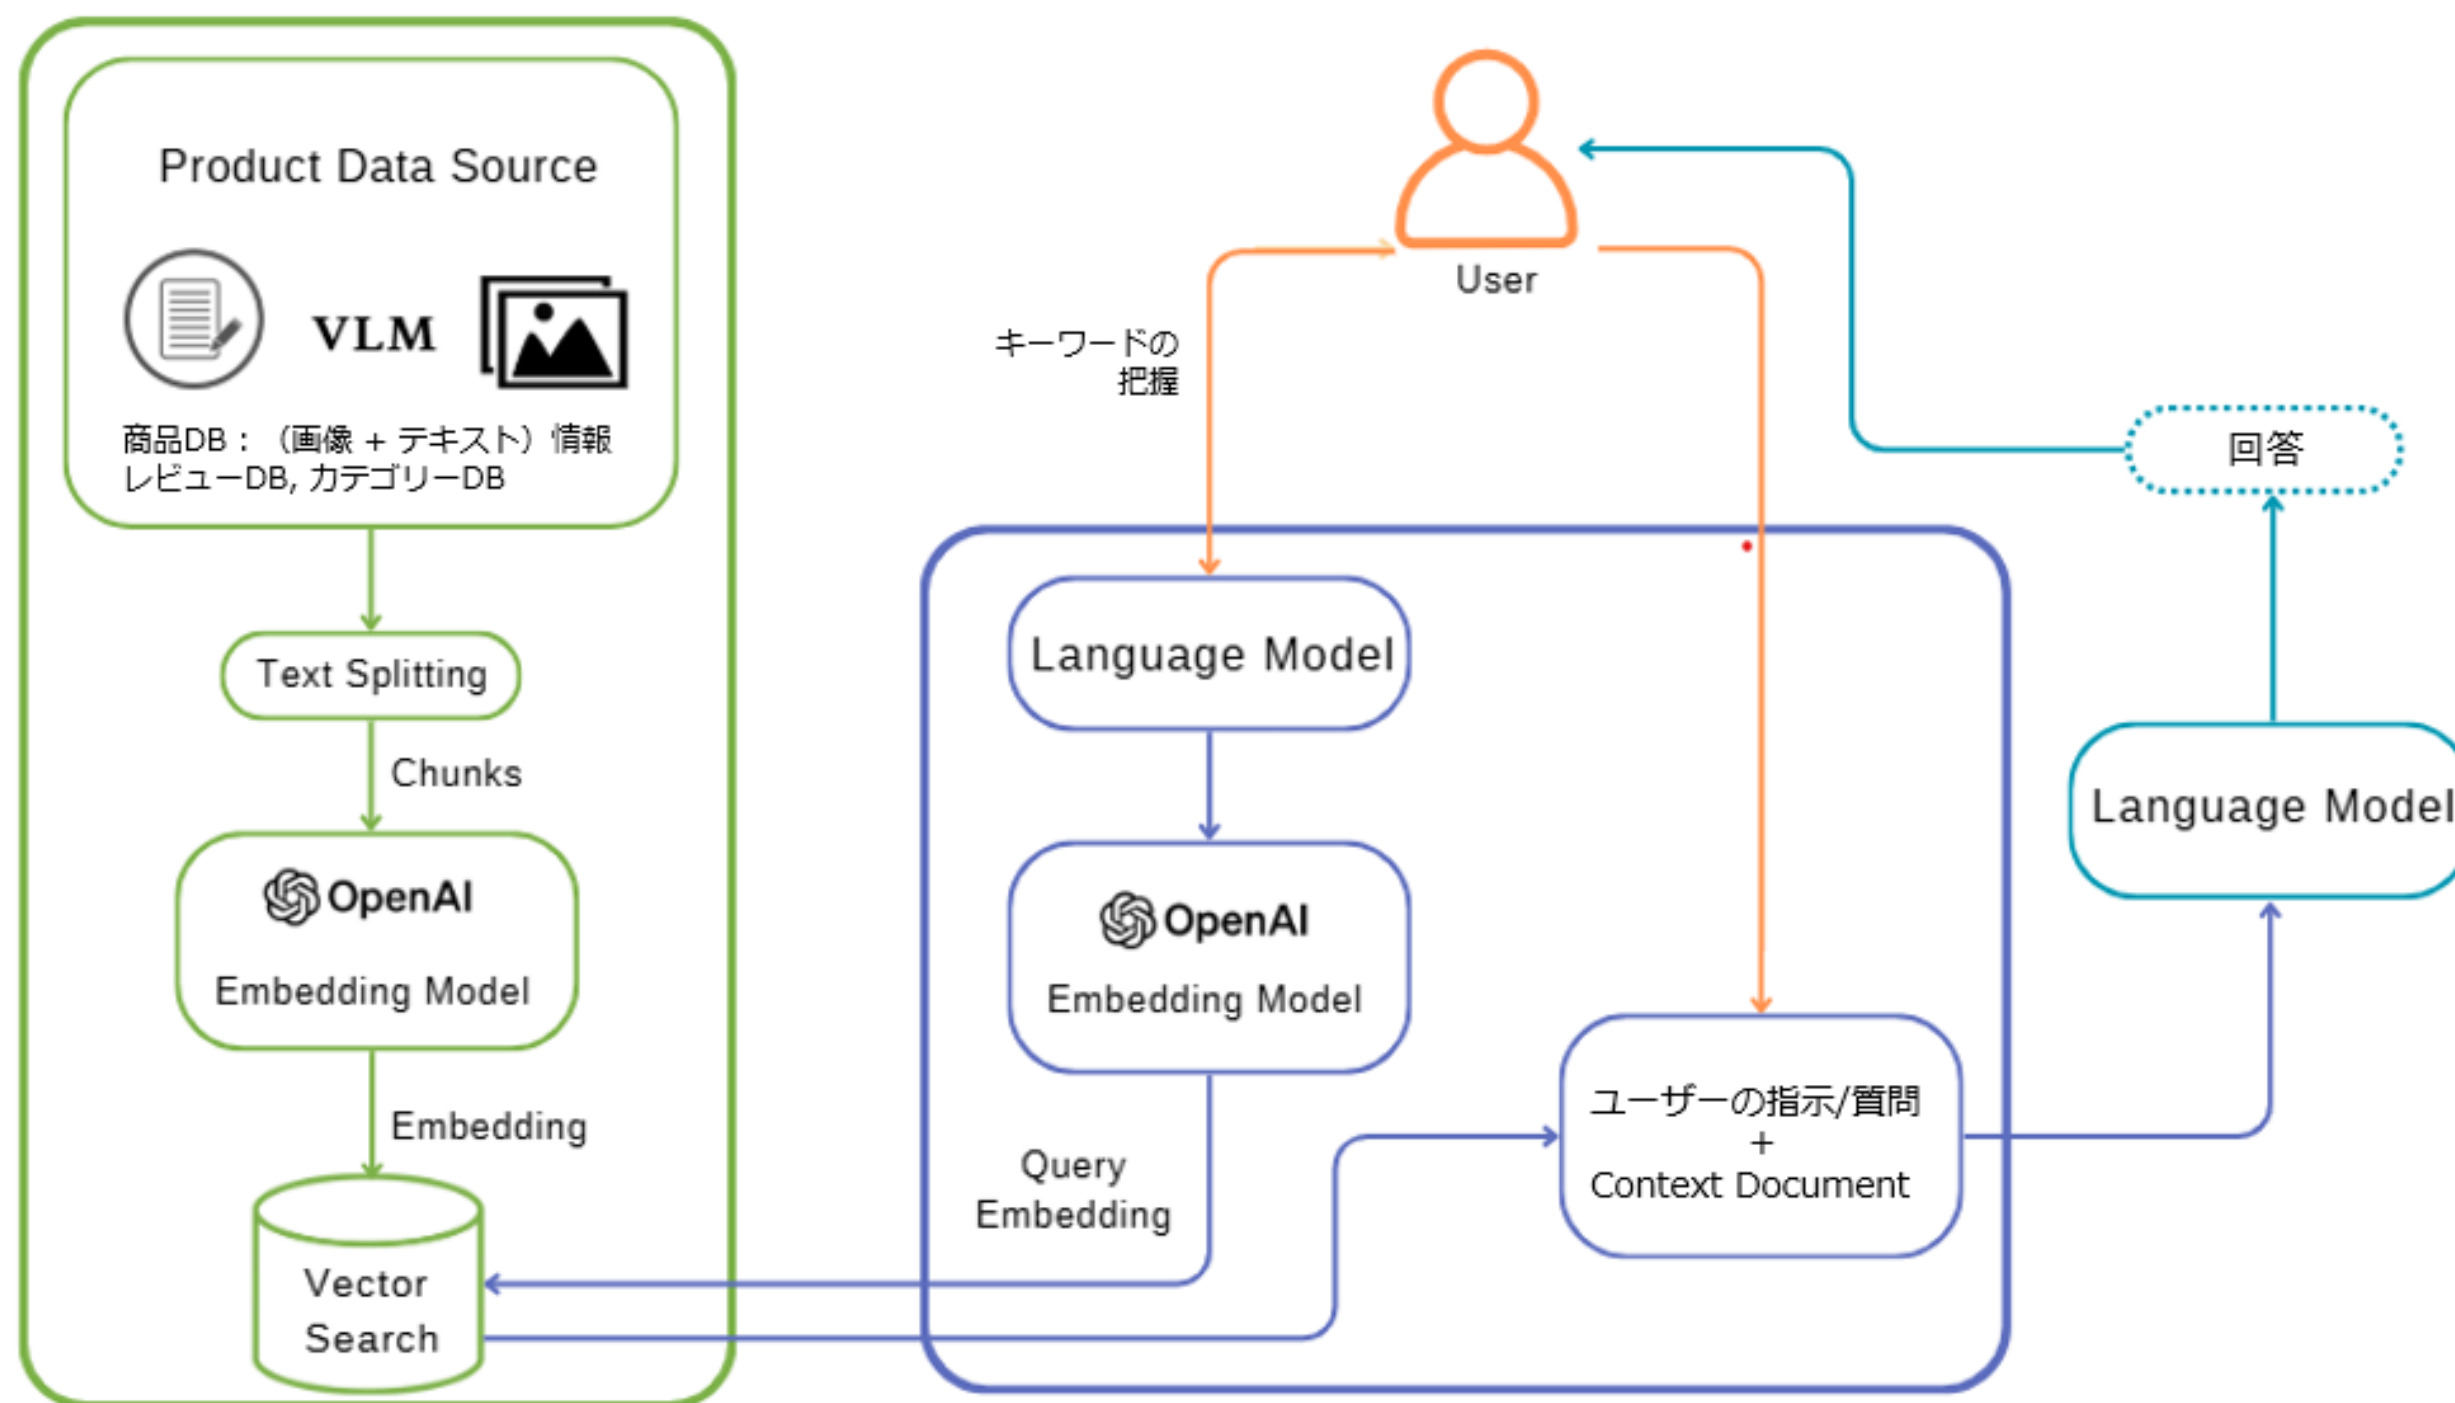 Product Data Source
VLM
商品DB：（画像 + テキスト）情報
レビューDB, カテゴリーDB
Text Splitting
Chunks
OpenAI
Embedding Model
Embedding
Vector
Search
User
キーワードの
把握
Language Model
OpenAI
Embedding Model
Query
Embedding
ユーザーの指示/質問
+
Context Document
Language Model
回答